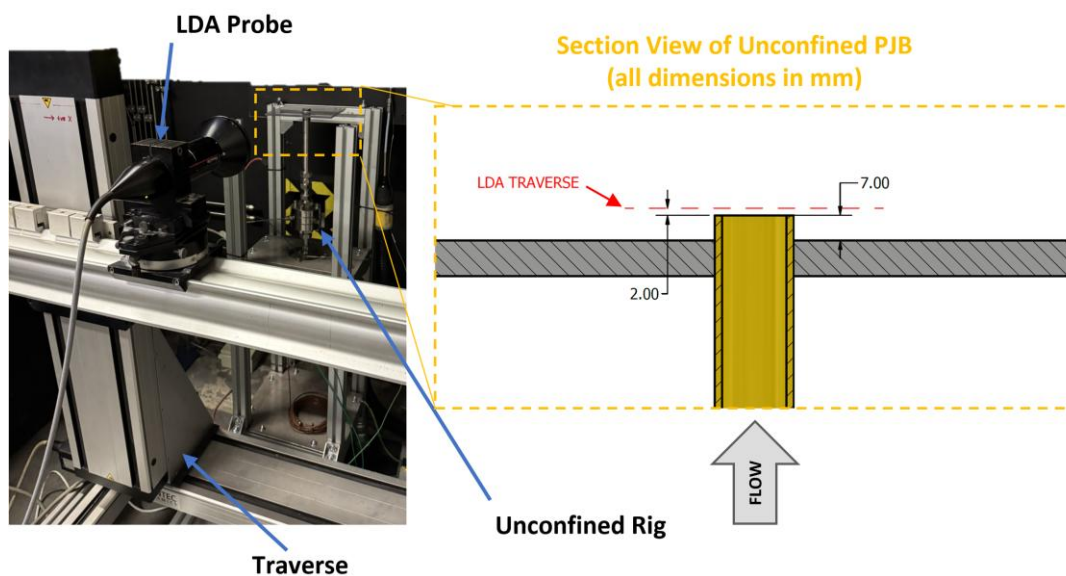 LDA Probe
Section View of Unconfined PJB
(all dimensions in mm)
LDA TRAVERSE
7.00
2.00
FLOW
Unconfined Rig
Traverse